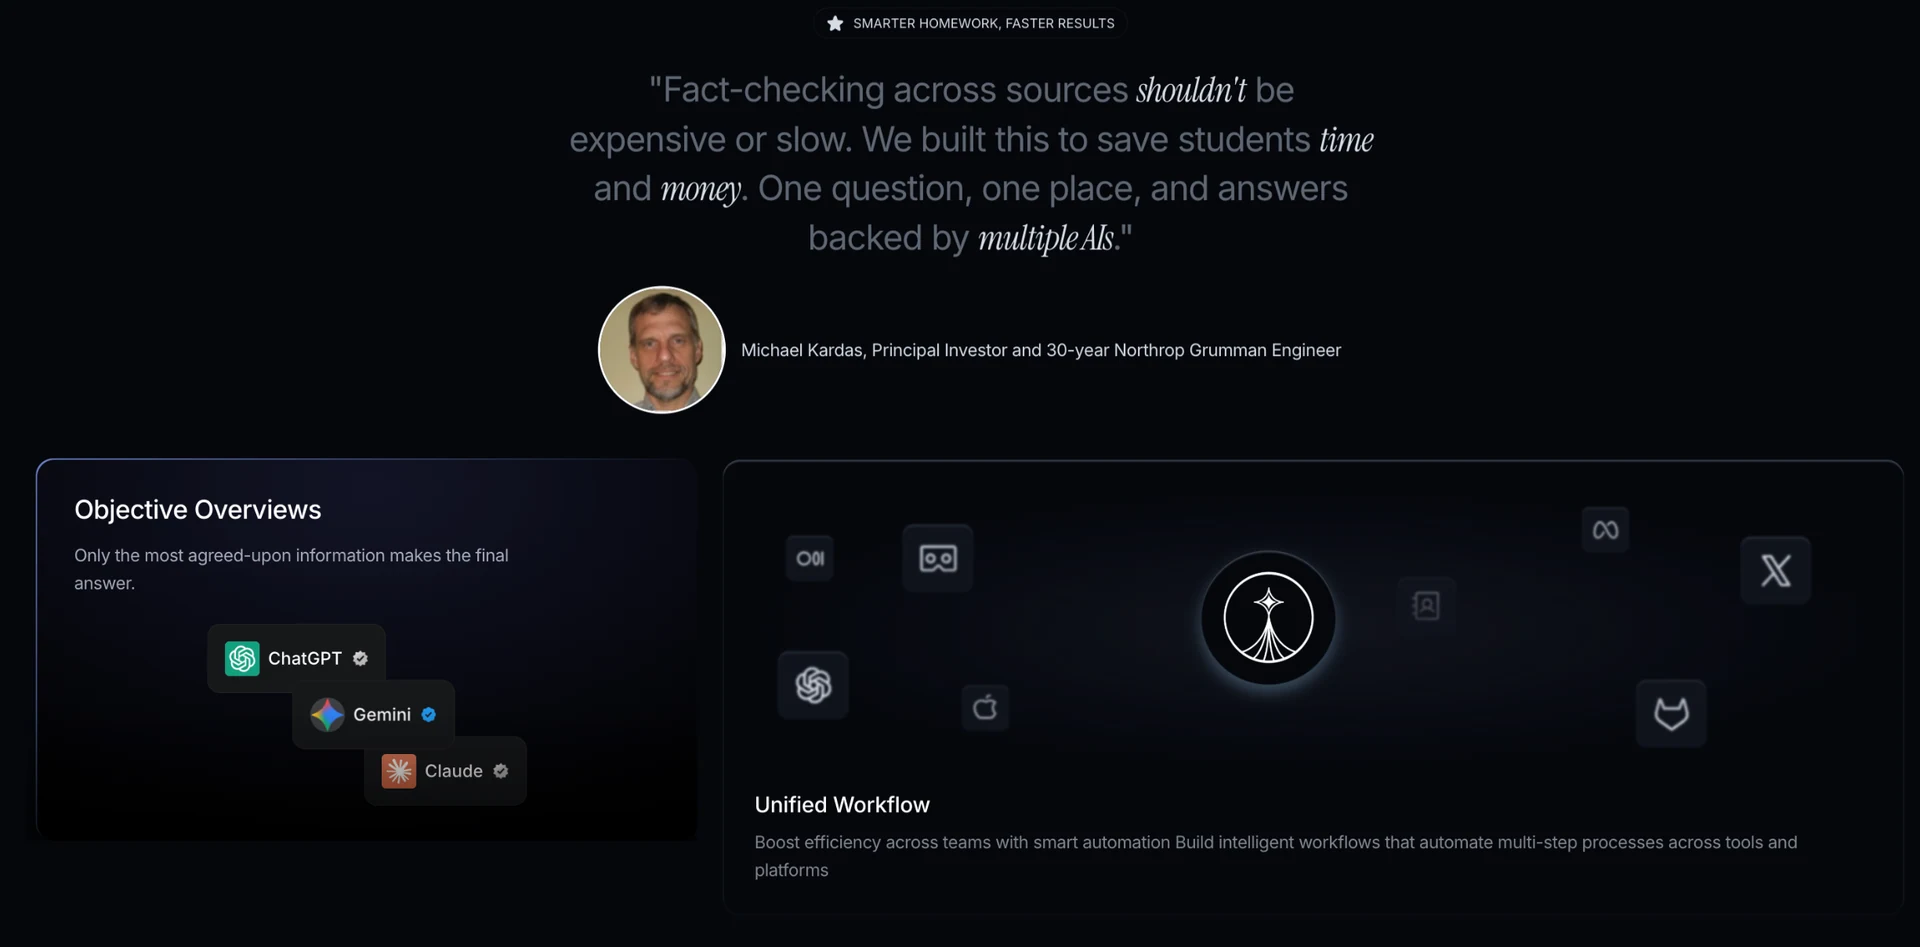 SMARTER HOMEWORK, FASTER RESULTS
"Fact-checking across sources shouldn't be
expensive or slow. We built this to save students time
and money. One question, one place, and answers
backed by multiple AIs."
Michael Kardas, Principal Investor and 30-year Northrop Grumman Engineer
Objective Overviews
Only the most agreed-upon information makes the final
answer.
ChatGPT
Gemini
Claude
Unified Workflow
Boost efficiency across teams with smart automation Build intelligent workflows that automate multi-step processes across tools and
platforms